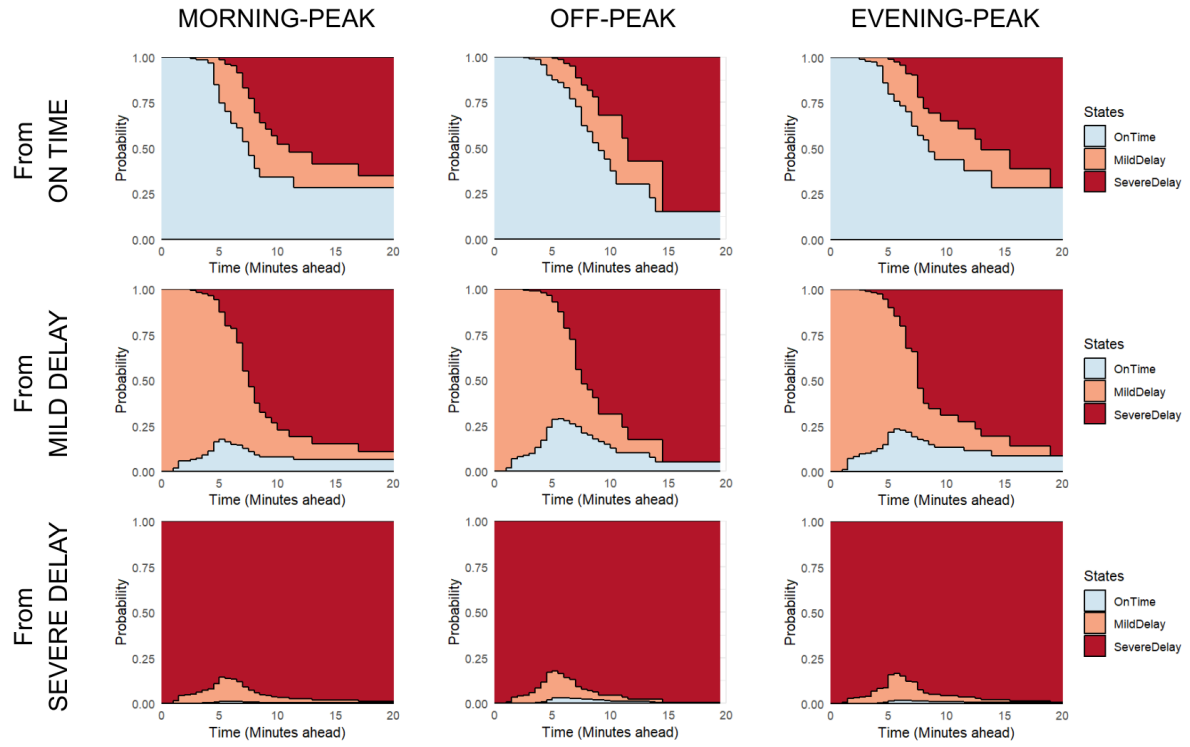 MORNING-PEAK
OFF-PEAK
EVENING-PEAK
From
ON TIME
1.00
0.75
0.50
0.25
0.00
Probability
0
5
10
15
20
Time (Minutes ahead)
1.00
0.75
0.50
0.25
0.00
Probability
0
5
10
15
20
Time (Minutes ahead)
1.00
0.75
0.50
0.25
0.00
Probability
0
5
10
15
20
Time (Minutes ahead)
States
OnTime
MildDelay
SevereDelay
From
MILD DELAY
1.00
0.75
0.50
0.25
0.00
Probability
0
5
10
15
20
Time (Minutes ahead)
1.00
0.75
0.50
0.25
0.00
Probability
0
5
10
15
20
Time (Minutes ahead)
1.00
0.75
0.50
0.25
0.00
Probability
0
5
10
15
20
Time (Minutes ahead)
States
OnTime
MildDelay
SevereDelay
From
SEVERE DELAY
1.00
0.75
0.50
0.25
0.00
Probability
0
5
10
15
20
Time (Minutes ahead)
1.00
0.75
0.50
0.25
0.00
Probability
0
5
10
15
20
Time (Minutes ahead)
1.00
0.75
0.50
0.25
0.00
Probability
0
5
10
15
20
Time (Minutes ahead)
States
OnTime
MildDelay
SevereDelay